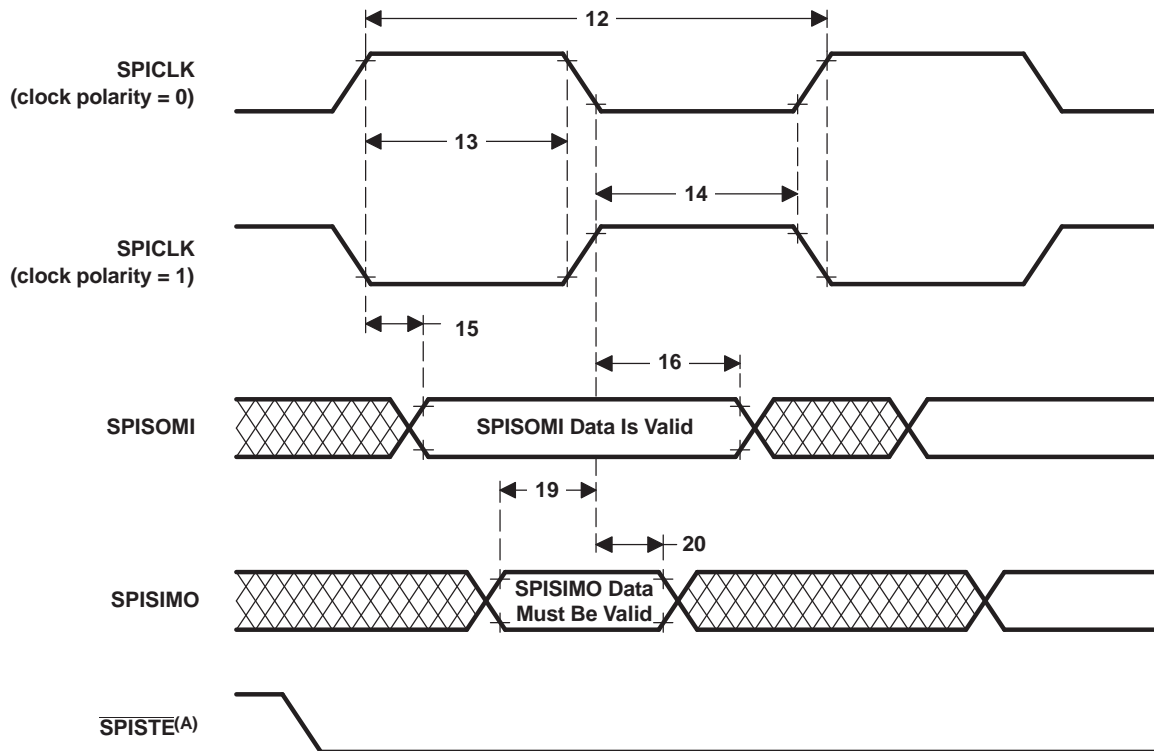 12
SPICLK
(clock polarity = 0)
13
14
SPICLK
(clock polarity = 1)
15
16
SPISOMI
SPISOMI Data Is Valid
19
20
SPISIMO
SPISIMO Data
Must Be Valid
SPISTE(A)